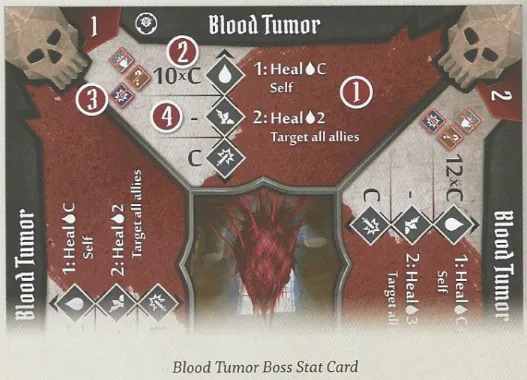 1
Blood Tumor
2
10xC
1: Heal C
Self
1
3
4
-
2: Heal 2
Target all allies
C
2
12xC
-
C
1: Heal C
Self
2: Heal 3
Target all
Blood Tumor
Blood Tumor
1: Heal C
Self
2: Heal 2
Target all allies
Blood Tumor Boss Stat Card